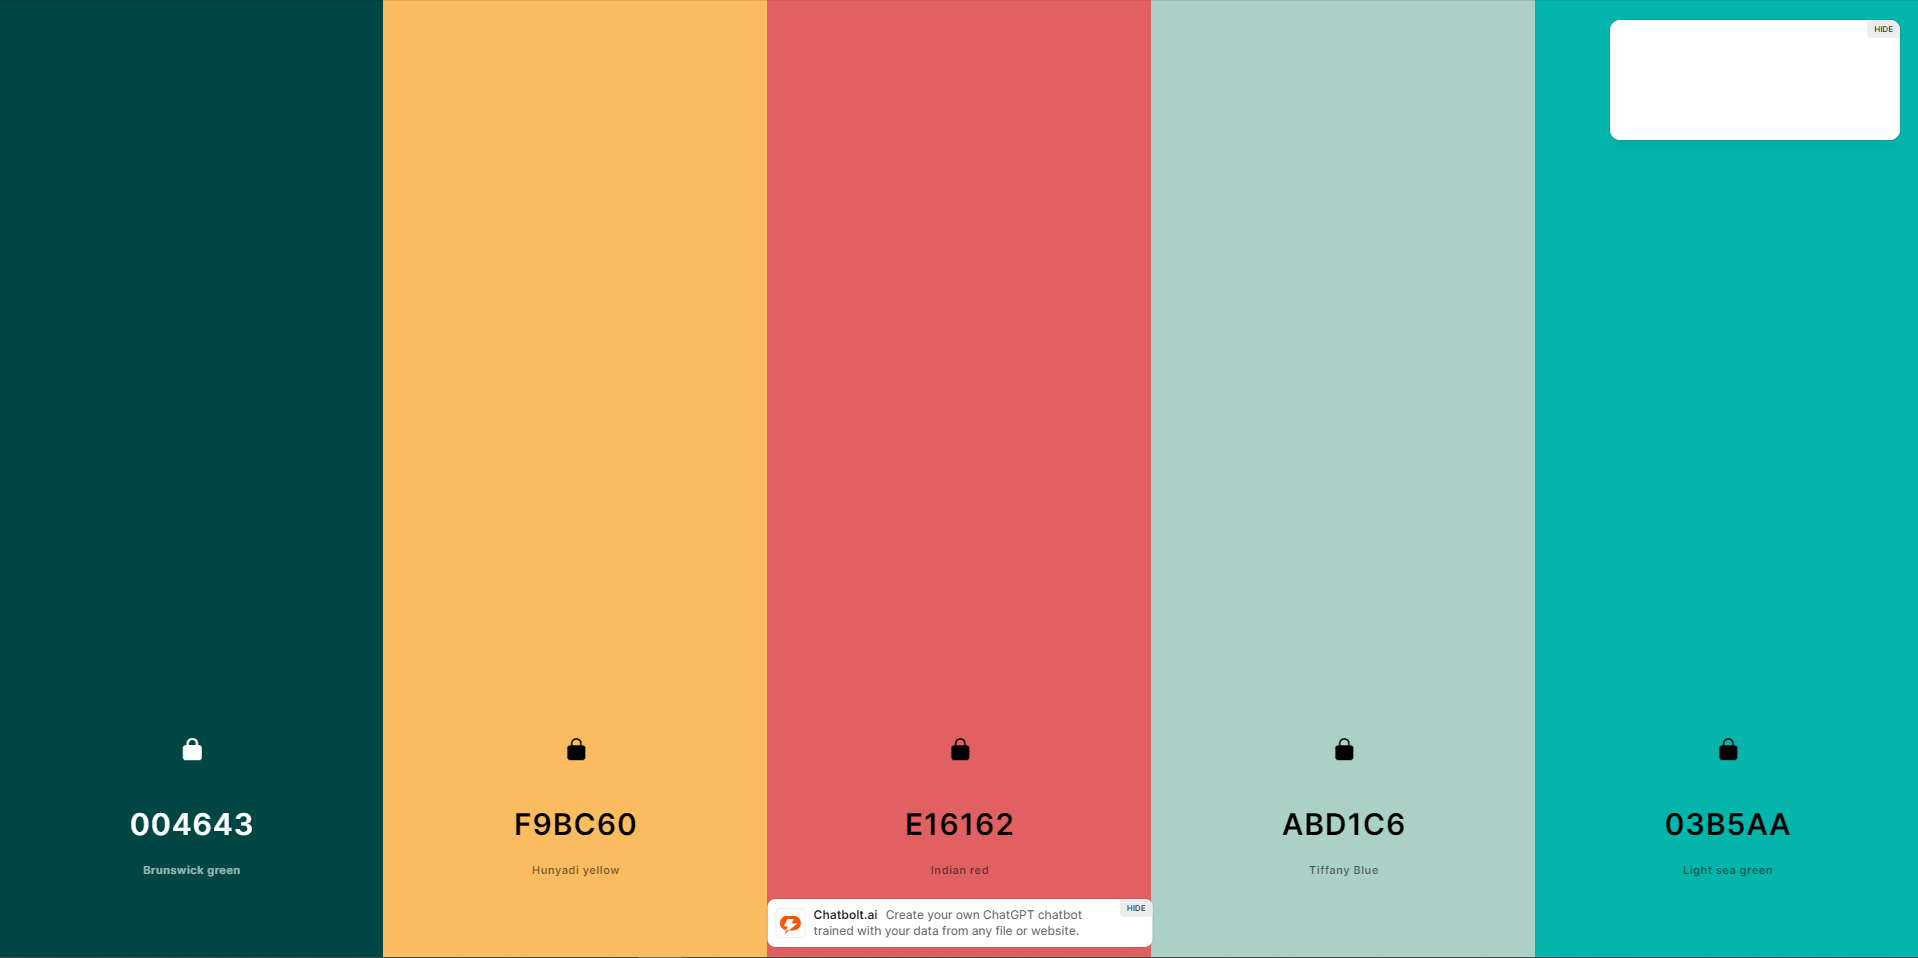 HIDE
004643
F9BC60
E16162
ABD1C6
03B5AA
Brunswick green
Hunyadi yellow
Indian red
Tiffany Blue
Light sea green
Chatbolt.ai Create your own ChatGPT chatbot
trained with your data from any file or website.
HIDE